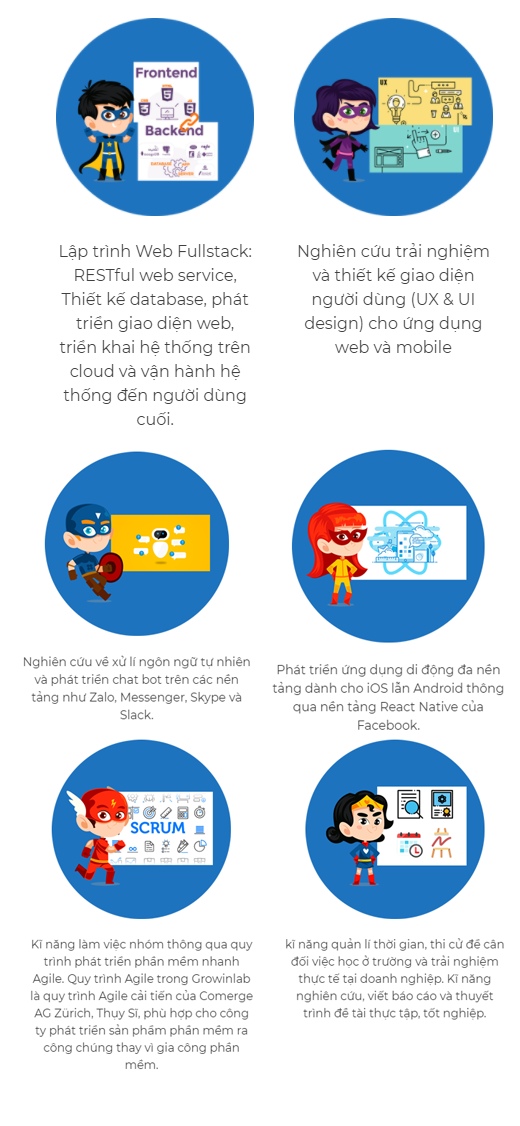 Frontend
Backend
DATABASE
SERVER
UX
UI
Lập trình Web Fullstack:
RESTful web service,
Thiết kế database, phát
triển giao diện web,
triển khai hệ thống trên
cloud và vận hành hệ
thống đến người dùng
cuối.
Nghiên cứu trải nghiệm
và thiết kế giao diện
người dùng (UX & UI
design) cho ứng dụng
web và mobile
Nghiên cứu về xử lí ngôn ngữ tự nhiên
và phát triển chat bot trên các nền
tảng như Zalo, Messenger, Skype và
Slack.
Phát triển ứng dụng di động đa nền
tảng dành cho iOS lẫn Android thông
qua nền tảng React Native của
Facebook.
SCRUM
Kĩ năng làm việc nhóm thông qua quy
trình phát triển phần mềm nhanh
Agile. Quy trình Agile trong Growinlab
là quy trình Agile cải tiến của Comerge
AG Zürich, Thụy Sĩ, phù hợp cho công
ty phát triển sản phẩm phần mềm ra
công chúng thay vì gia công phần
mềm.
kĩ năng quản lí thời gian, thi cử để cân
đối việc học ở trường và trải nghiệm
thực tế tại doanh nghiệp. Kĩ năng
nghiên cứu, viết báo cáo và thuyết
trình đề tài thực tập, tốt nghiệp.